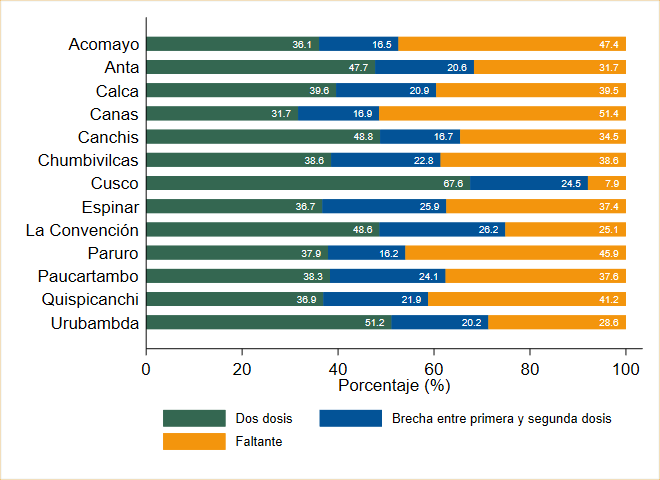 Acomayo 36.1 16.5 47.4
Anta 47.7 20.6 31.7
Calca 39.6 20.9 39.5
Canas 31.7 16.9 51.4
Canchis 48.8 16.7 34.5
Chumbivilcas 38.6 22.8 38.6
Cusco 67.6 24.5 7.9
Espinar 36.7 25.9 37.4
La Convención 48.6 26.2 25.1
Paruro 37.9 16.2 45.9
Paucartambo 38.3 24.1 37.6
Quispicanchi 36.9 21.9 41.2
Urubambda 51.2 20.2 28.6
0 20 40 60 80 100
Porcentaje (%)
Dos dosis Brecha entre primera y segunda dosis
Faltante